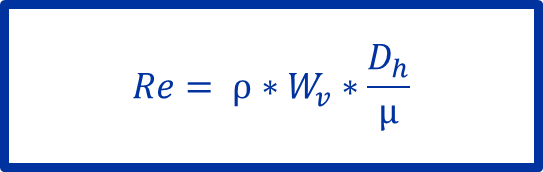 Re = ρ * W_v * D_h / μ